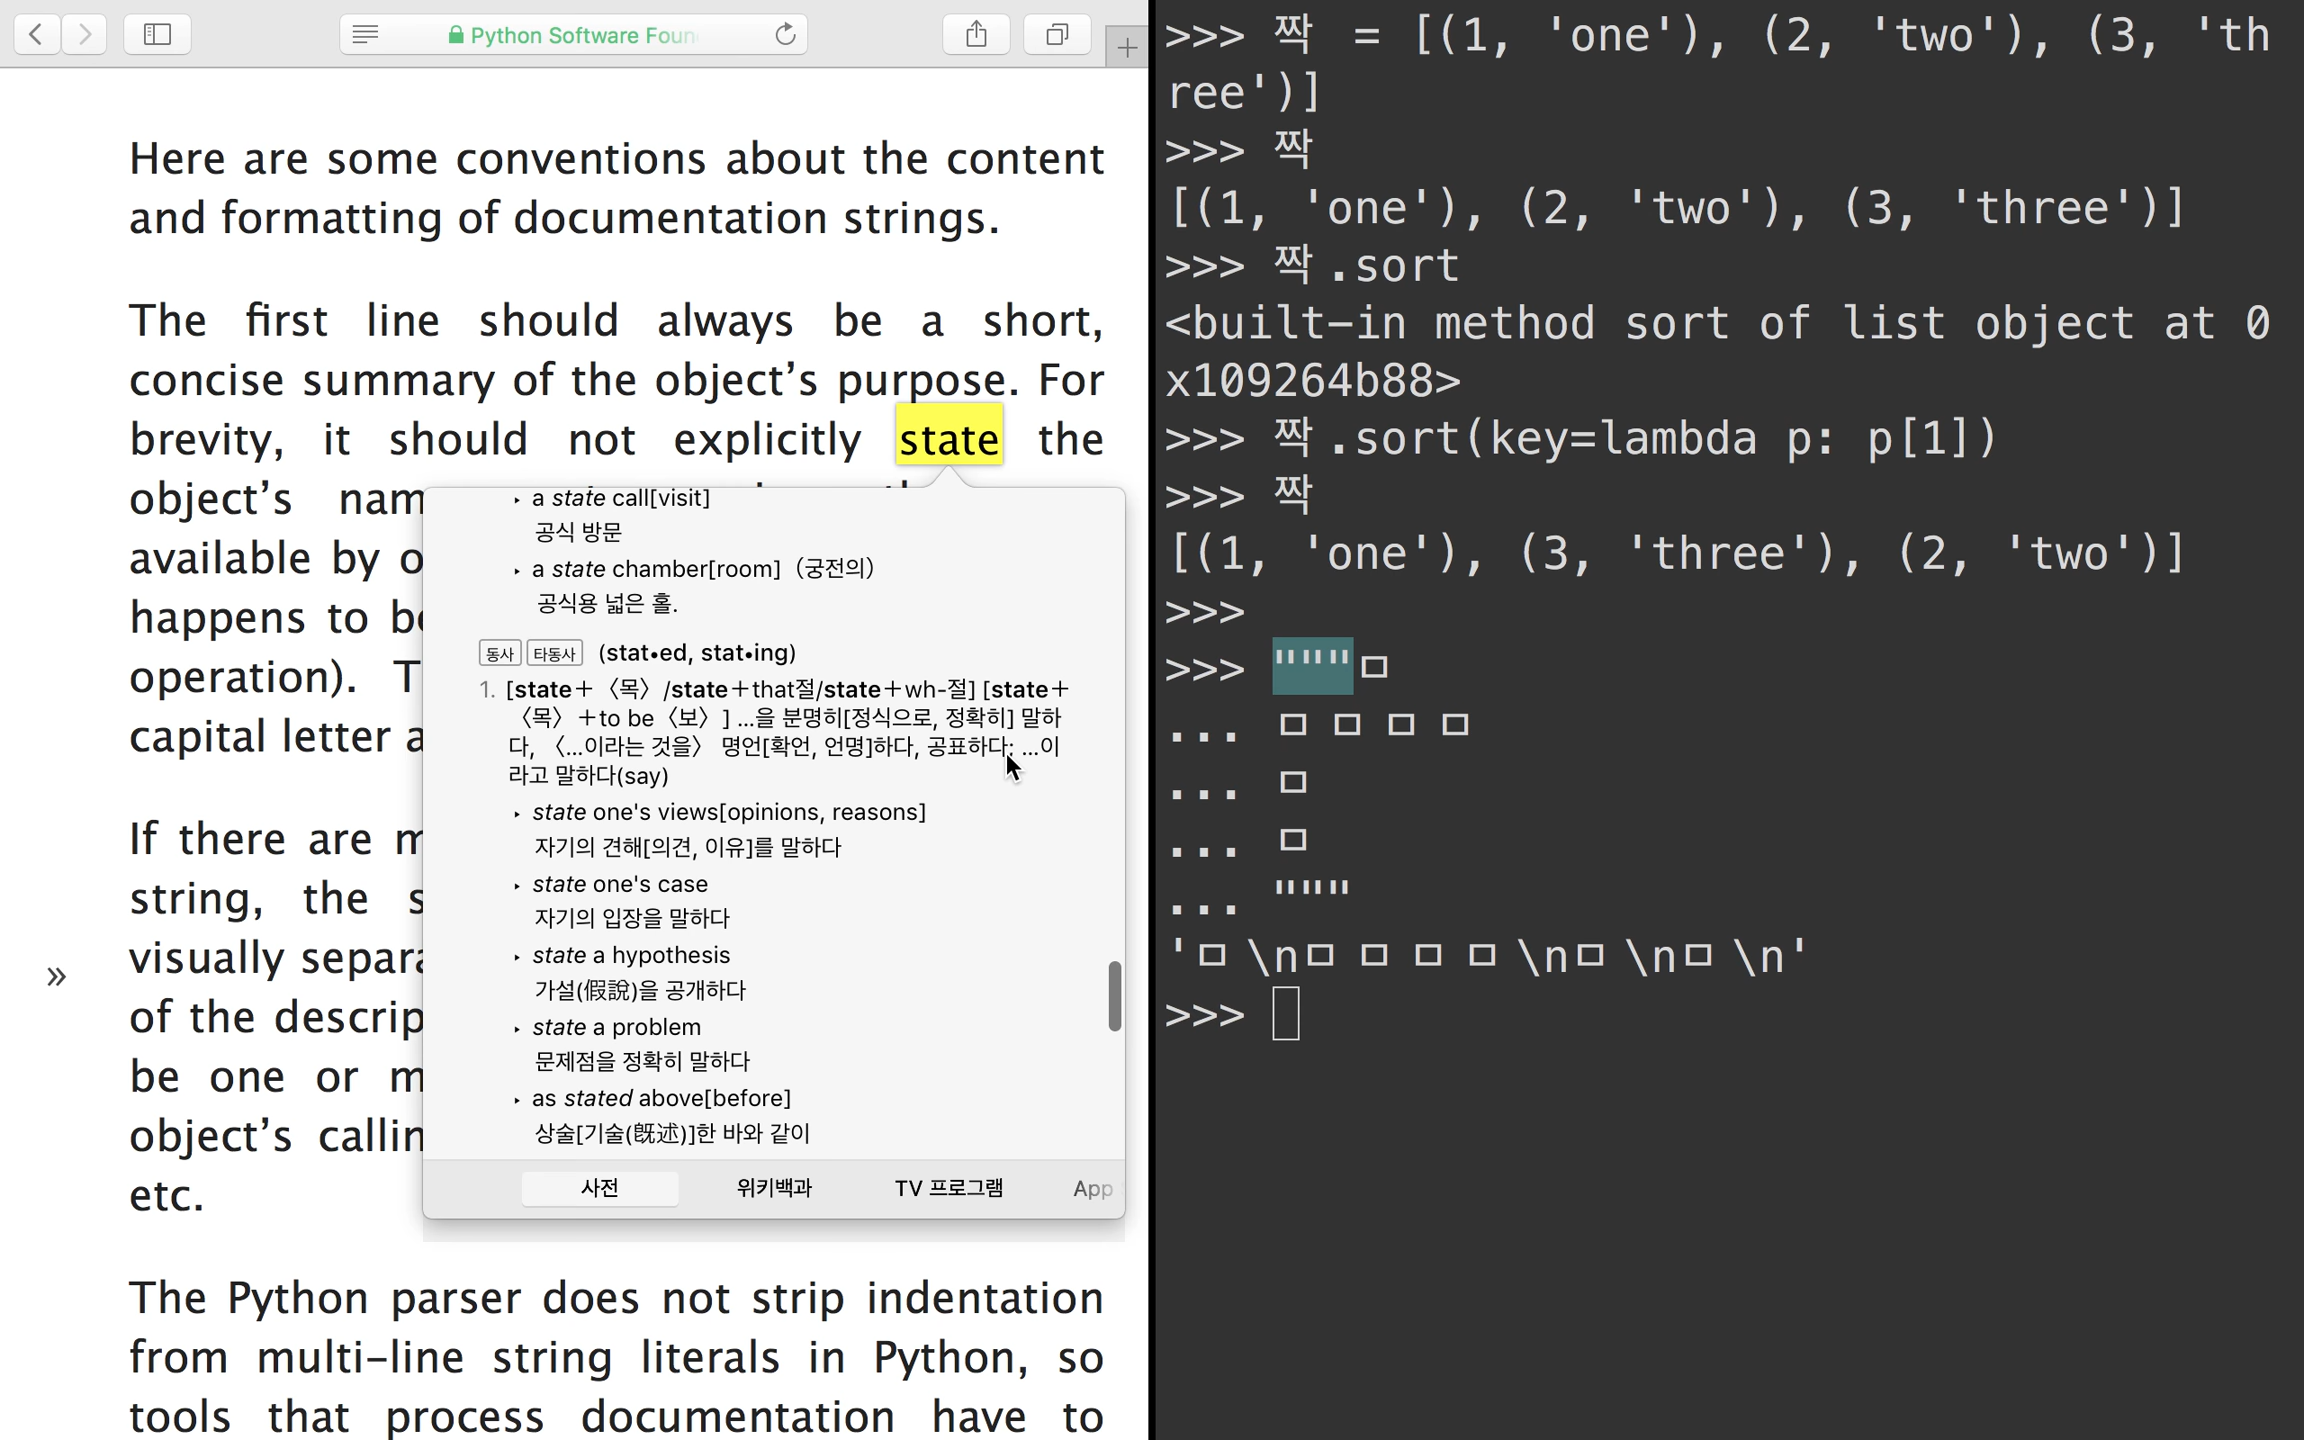 Python Software Foun
Here are some conventions about the content
and formatting of documentation strings.
The first line should always be a short,
concise summary of the object’s purpose. For
brevity, it should not explicitly state the
object’s nam
available by o
happens to be
operation). T
capital letter a
If there are m
string, the s
visually separa
of the descrip
be one or m
object’s callin
etc.
The Python parser does not strip indentation
from multi-line string literals in Python, so
tools that process documentation have to
a state call[visit]
공식 방문
a state chamber[room]（궁전의）
공식용 넓은 홀.
동사 타동사 (stat•ed, stat•ing)
1. [state＋〈목〉/state＋that절/state＋wh-절] [state＋
〈목〉＋to be〈보〉] …을 분명히[정식으로, 정확히] 말하
다, 〈…이라는 것을〉 명언[확언, 언명]하다, 공표하다; …이
라고 말하다(say)
state one's views[opinions, reasons]
자기의 견해[의견, 이유]를 말하다
state one's case
자기의 입장을 말하다
state a hypothesis
가설(假說)을 공개하다
state a problem
문제점을 정확히 말하다
as stated above[before]
상술[기술(旣述)]한 바와 같이
사전 위키백과 TV 프로그램 App
>>> 짝 = [(1, 'one'), (2, 'two'), (3, 'th
ree')]
>>> 짝
[(1, 'one'), (2, 'two'), (3, 'three')]
>>> 짝.sort
<built-in method sort of list object at 0
x109264b88>
>>> 짝.sort(key=lambda p: p[1])
>>> 짝
[(1, 'one'), (3, 'three'), (2, 'two')]
>>>
>>> """ㅁ
... ㅁㅁㅁㅁ
... ㅁ
... ㅁ
... """
'ㅁ\nㅁㅁㅁㅁ\nㅁ\nㅁ\n'
>>>